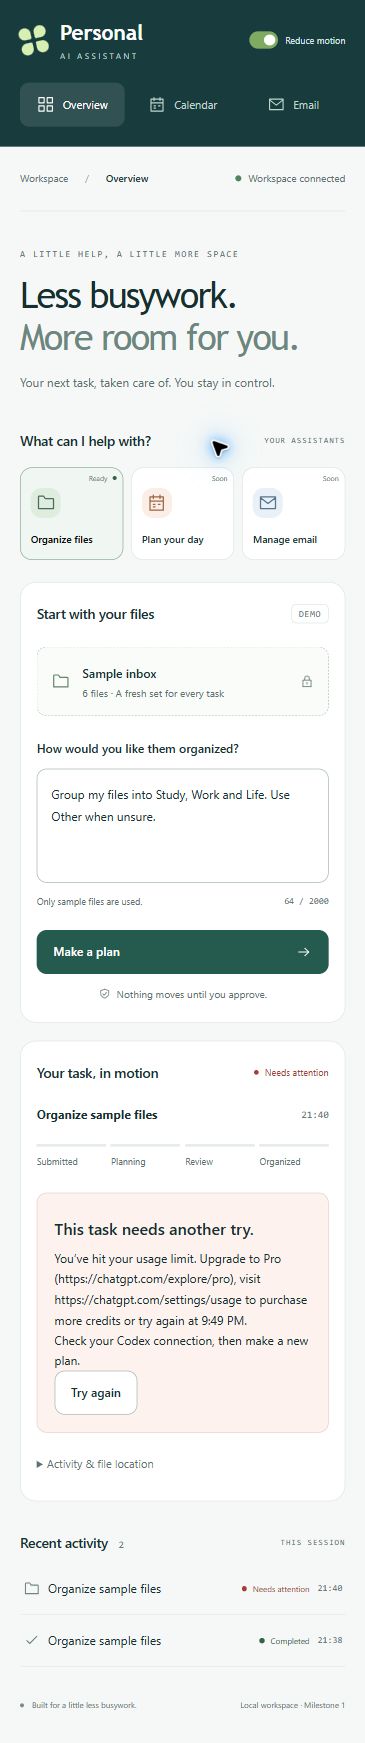 Personal
AI ASSISTANT
Reduce motion
Overview
Calendar
Email
Workspace / Overview
Workspace connected
A LITTLE HELP, A LITTLE MORE SPACE
Less busywork.
More room for you.
Your next task, taken care of. You stay in control.
What can I help with?
YOUR ASSISTANTS
Ready
Organize files
Soon
Plan your day
Soon
Manage email
Start with your files
DEMO
Sample inbox
6 files · A fresh set for every task
How would you like them organized?
Group my files into Study, Work and Life. Use
Other when unsure.
Only sample files are used.
64 / 2000
Make a plan
Nothing moves until you approve.
Your task, in motion
Needs attention
Organize sample files
21:40
Submitted
Planning
Review
Organized
This task needs another try.
You've hit your usage limit. Upgrade to Pro
(https://chatgpt.com/explore/pro), visit
https://chatgpt.com/settings/usage to purchase
more credits or try again at 9:49 PM.
Check your Codex connection, then make a new
plan.
Try again
Activity & file location
Recent activity 2
THIS SESSION
Organize sample files
Needs attention 21:40
Organize sample files
Completed 21:38
Built for a little less busywork.
Local workspace · Milestone 1